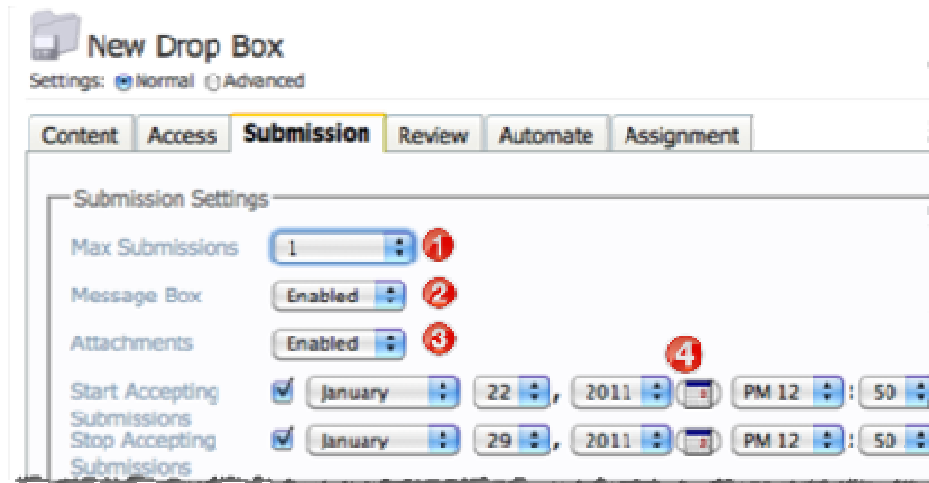 New Drop Box
Settings: Normal Advanced
Content Access Submission Review Automate Assignment
Submission Settings
Max Submissions 1 1
Message Box Enabled 2
Attachments Enabled 3
4
Start Accepting January 22 , 2011 PM 12 : 50
Submissions
Stop Accepting January 29 , 2011 PM 12 : 50
Submissions